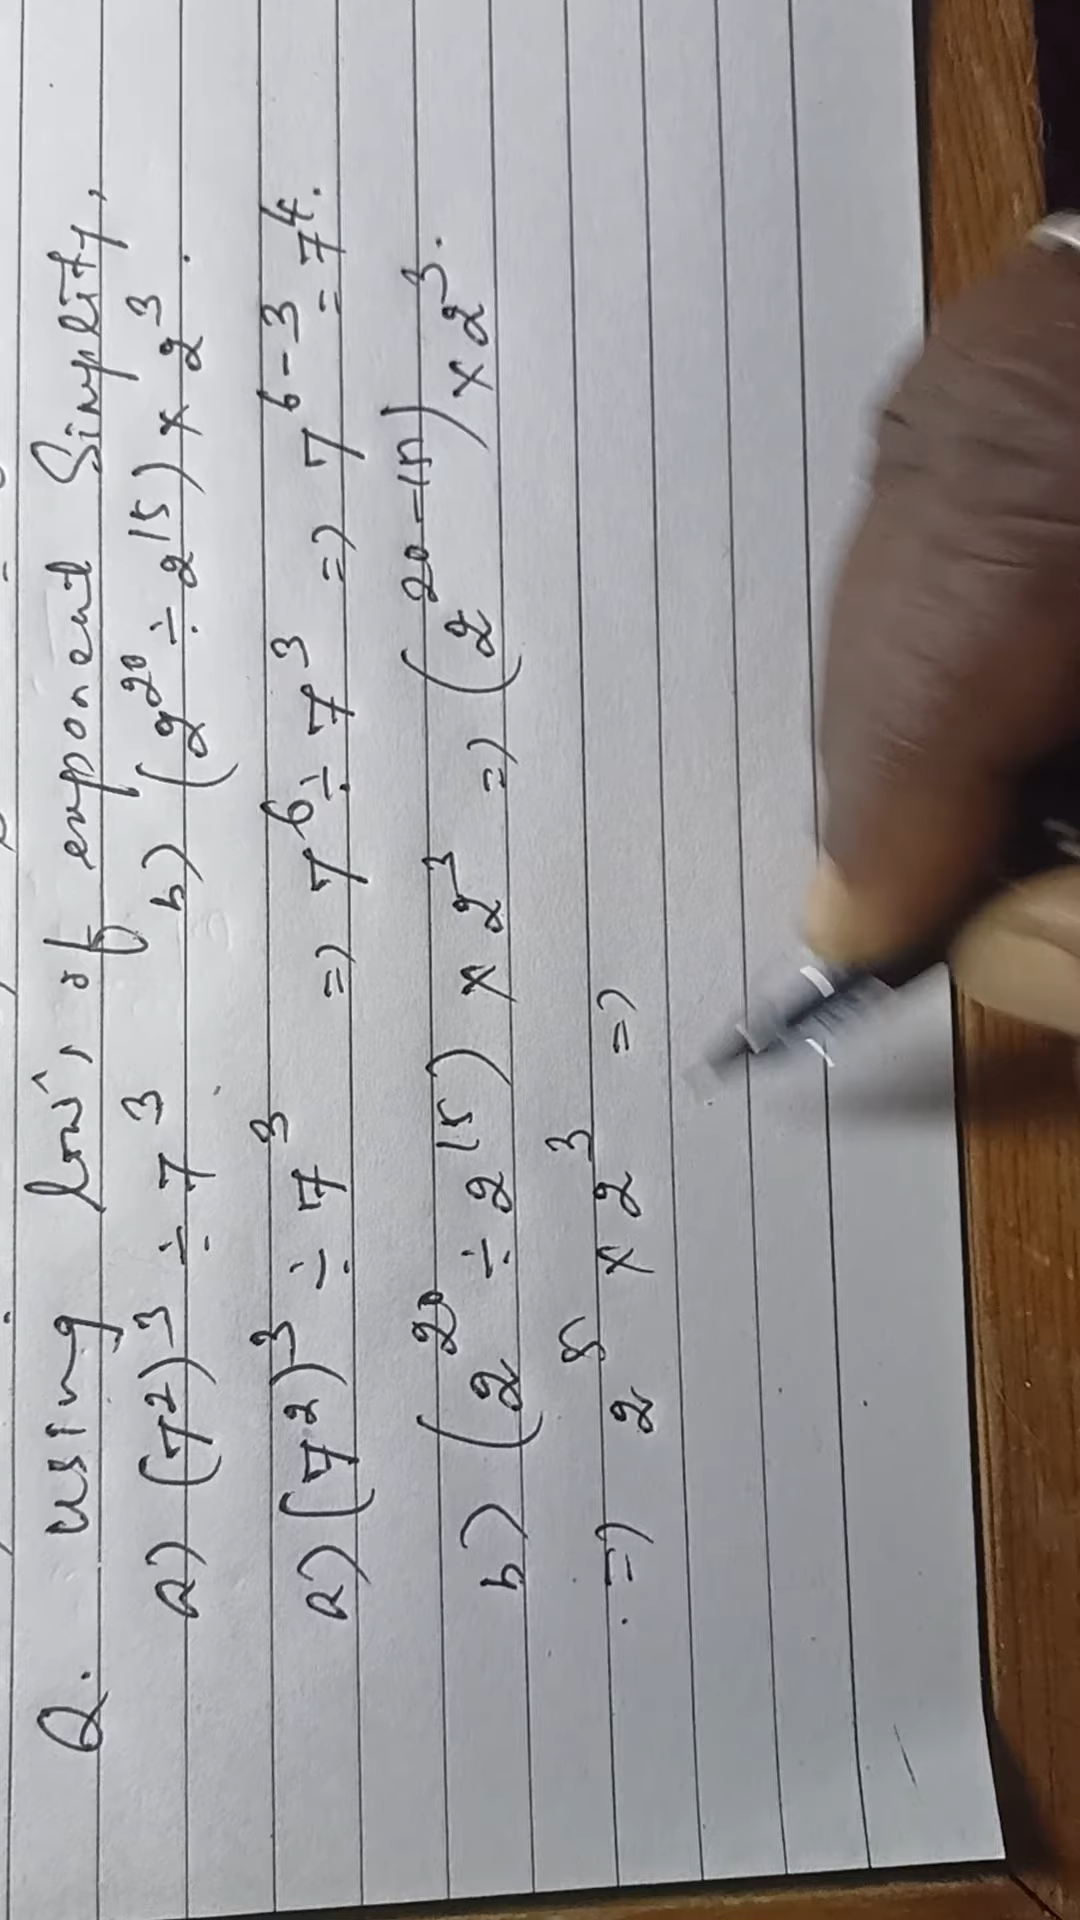 Q. using low's of exponent Simplify,
a) (7²)³ ÷ 7³ b) (2²⁰ ÷ 2¹⁵) × 2³.
a) (7²)³ ÷ 7³ => 7⁶ ÷ 7³ => 7⁶⁻³ = 7⁴.
b) (2²⁰ ÷ 2¹⁵) × 2³ => (2²⁰⁻¹⁵) × 2³.
=> 2⁵ × 2³ =>